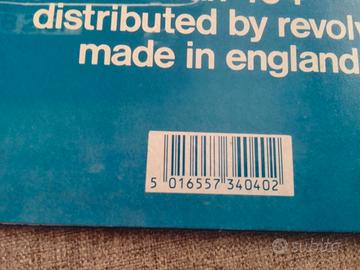 distributed by revolv
made in england
5 016557 340402
subito